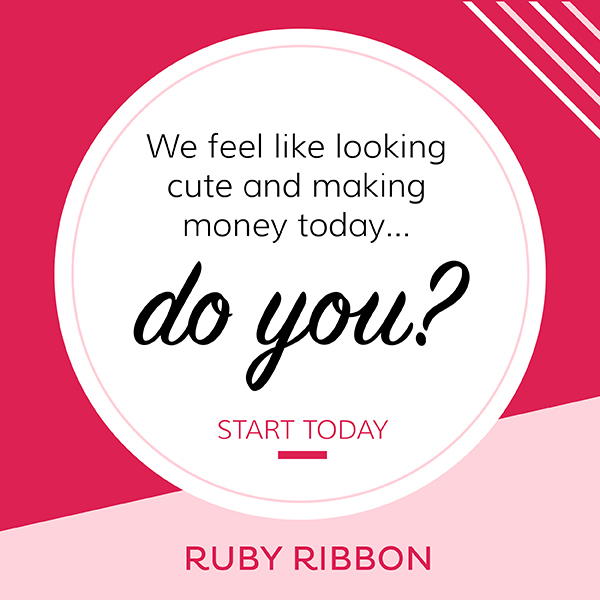 We feel like looking
cute and making
money today...
do you?
START TODAY
RUBY RIBBON